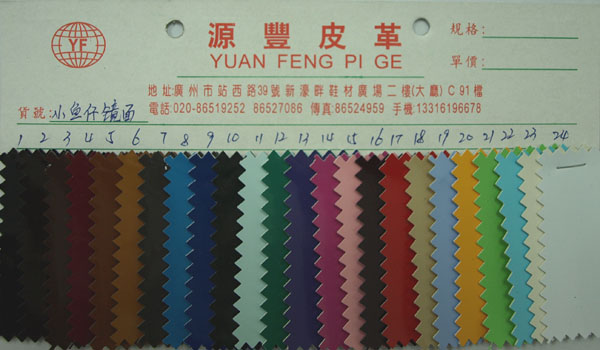 YF
源豐皮革
YUAN FENG PI GE
規格:
單價:
地址:廣州市站西路39號新濠畔鞋材廣場二樓(大廳)C91檔
電話:020-86519252 86527086 傳真:86524959 手機:13316196678
貨號:小鱼仔镜面
1 2 3 4 5 6 7 8 9 10 11 12 13 14 15 16 17 18 19 20 21 22 23 24